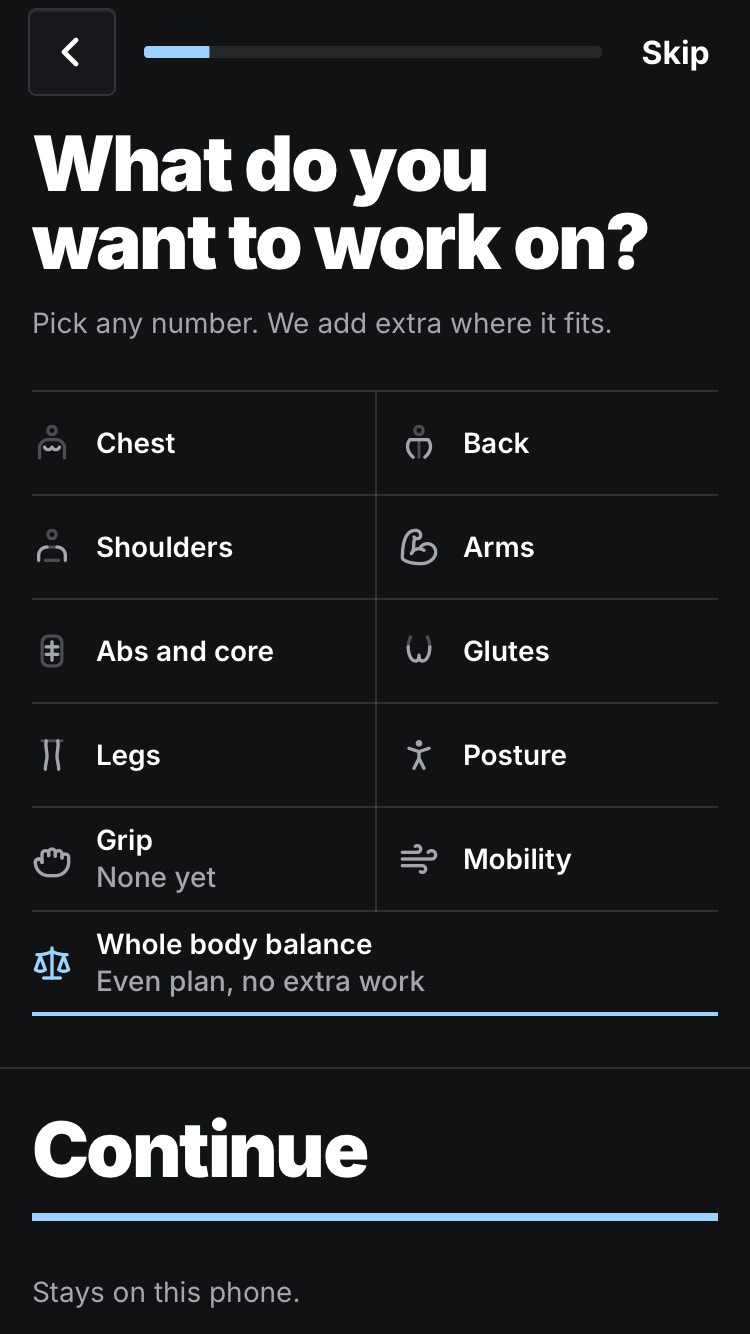 Skip
What do you
want to work on?
Pick any number. We add extra where it fits.
Chest
Back
Shoulders
Arms
Abs and core
Glutes
Legs
Posture
Grip
None yet
Mobility
Whole body balance
Even plan, no extra work
Continue
Stays on this phone.